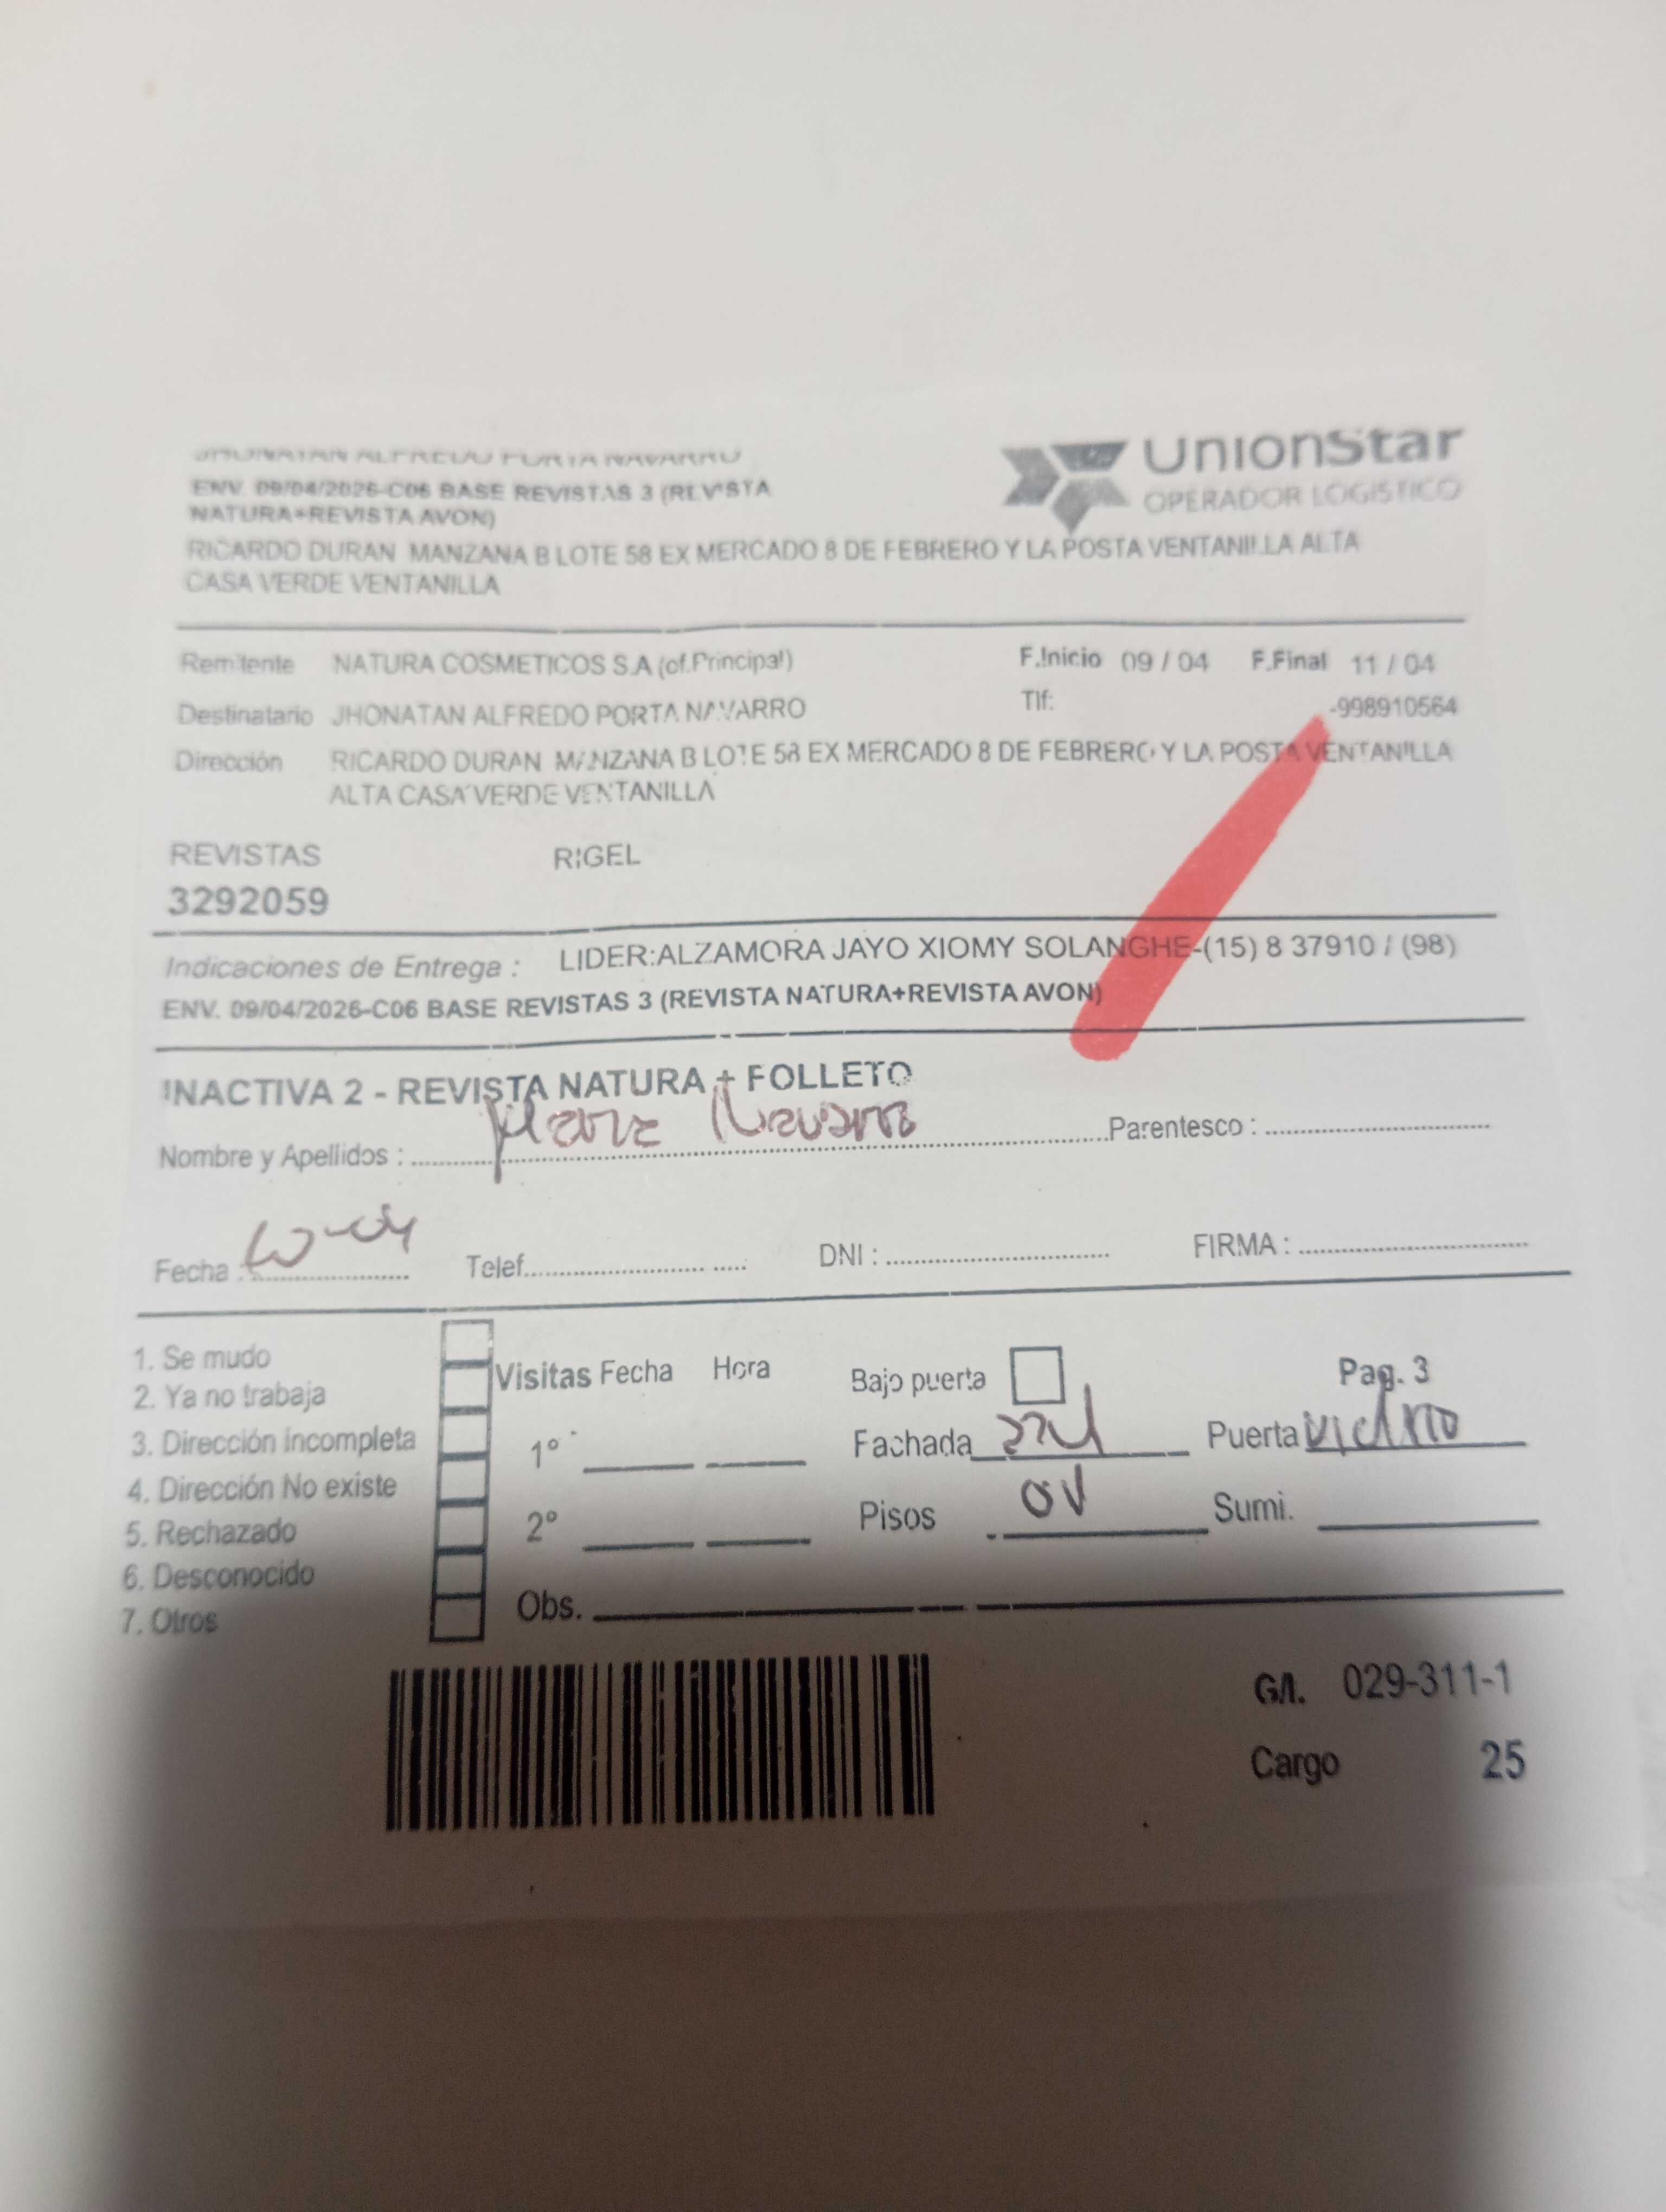 JHONATAN ALFREDO PORTA NAVARRO
UnionStar
OPERADOR LOGISTICO
ENV. 09/04/2026-C06 BASE REVISTAS 3 (REVISTA
NATURA+REVISTA AVON)
RICARDO DURAN MANZANA B LOTE 58 EX MERCADO 8 DE FEBRERO Y LA POSTA VENTANILLA ALTA
CASA VERDE VENTANILLA
Remitente NATURA COSMETICOS S.A (of.Principal) F.Inicio 09 / 04 F.Final 11 / 04
Destinatario JHONATAN ALFREDO PORTA NAVARRO Tlf: -998910564
Dirección RICARDO DURAN MANZANA B LOTE 58 EX MERCADO 8 DE FEBRERO Y LA POSTA VENTANILLA
ALTA CASA VERDE VENTANILLA
REVISTAS RIGEL
3292059
Indicaciones de Entrega : LIDER:ALZAMORA JAYO XIOMY SOLANGHE-(15) 8 37910 / (98)
ENV. 09/04/2026-C06 BASE REVISTAS 3 (REVISTA NATURA+REVISTA AVON)
INACTIVA 2 - REVISTA NATURA + FOLLETO
Nombre y Apellidos : Navarro Parentesco :
Fecha : Telef. DNI : FIRMA :
1. Se mudo
2. Ya no trabaja
3. Dirección incompleta
4. Dirección No existe
5. Rechazado
6. Desconocido
7. Otros
Visitas Fecha Hora
1°
2°
Obs.
Bajo puerta Pag. 3
Fachada azul Puerta vidrio
Pisos Sumi.
G/I. 029-311-1
Cargo 25